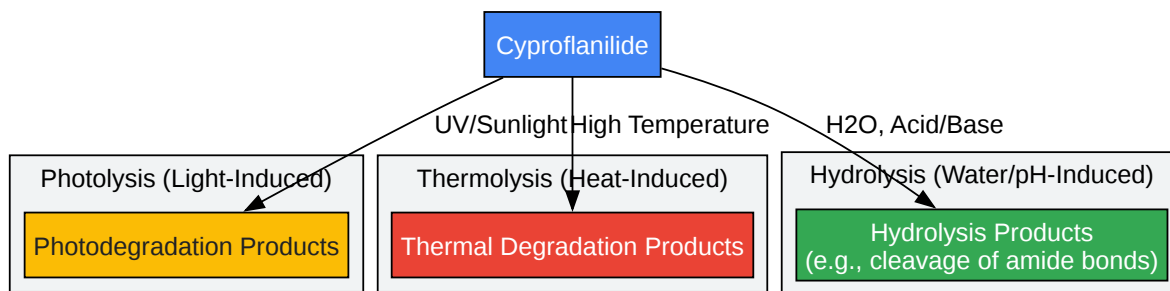 Cyproflanilide
UV/Sunlight High Temperature H2O, Acid/Base
Photolysis (Light-Induced) Thermolysis (Heat-Induced) Hydrolysis (Water/pH-Induced)
Photodegradation Products Thermal Degradation Products Hydrolysis Products
(e.g., cleavage of amide bonds)